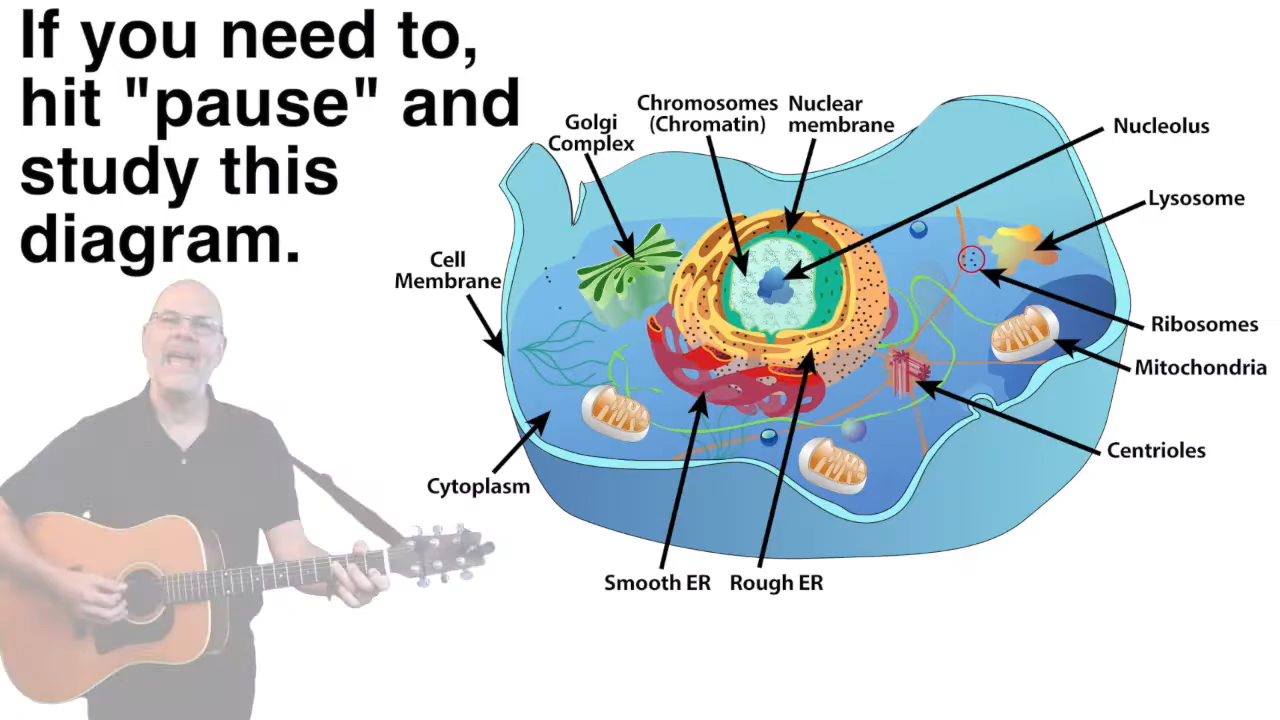 If you need to,
hit "pause" and
study this
diagram.
Chromosomes
(Chromatin)
Nuclear
membrane
Golgi
Complex
Nucleolus
Lysosome
Cell
Membrane
Ribosomes
Mitochondria
Centrioles
Cytoplasm
Smooth ER
Rough ER